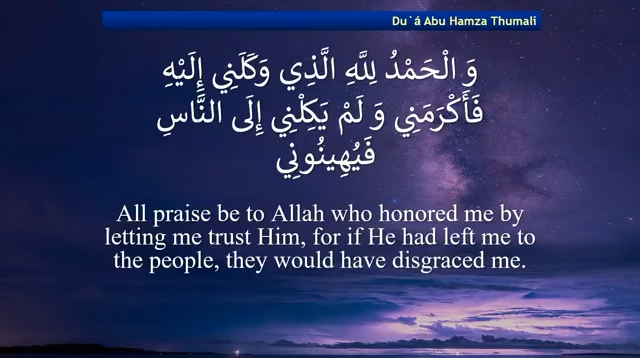 Du`á Abu Hamza Thumali
وَ الْحَمْدُ لِلَّهِ الَّذِي وَكَلَنِي إِلَيْهِ
فَأَكْرَمَنِي وَ لَمْ يَكِلْنِي إِلَى النَّاسِ
فَيُهِينُونِي
All praise be to Allah who honored me by
letting me trust Him, for if He had left me to
the people, they would have disgraced me.